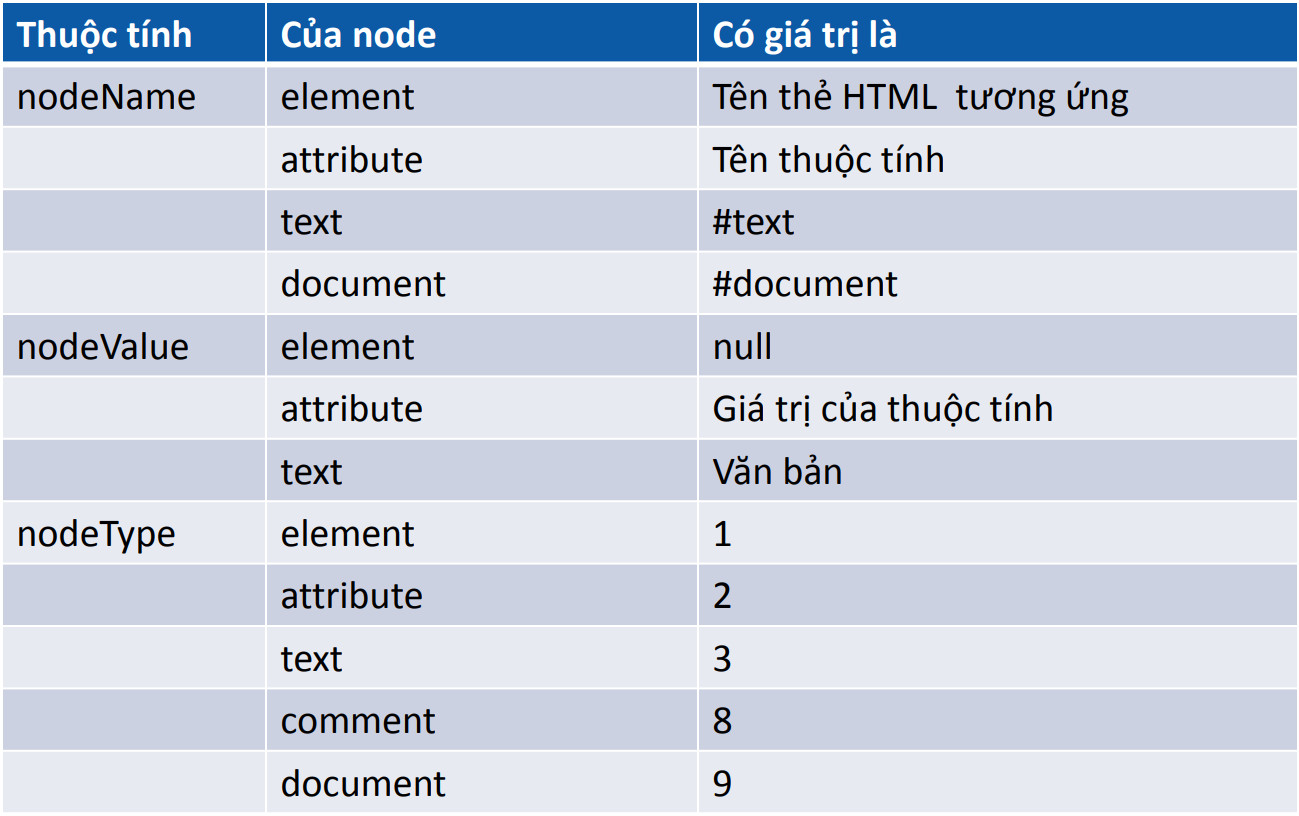 Thuộc tính Của node Có giá trị là
nodeName element Tên thẻ HTML tương ứng
attribute Tên thuộc tính
text #text
document #document
nodeValue element null
attribute Giá trị của thuộc tính
text Văn bản
nodeType element 1
attribute 2
text 3
comment 8
document 9